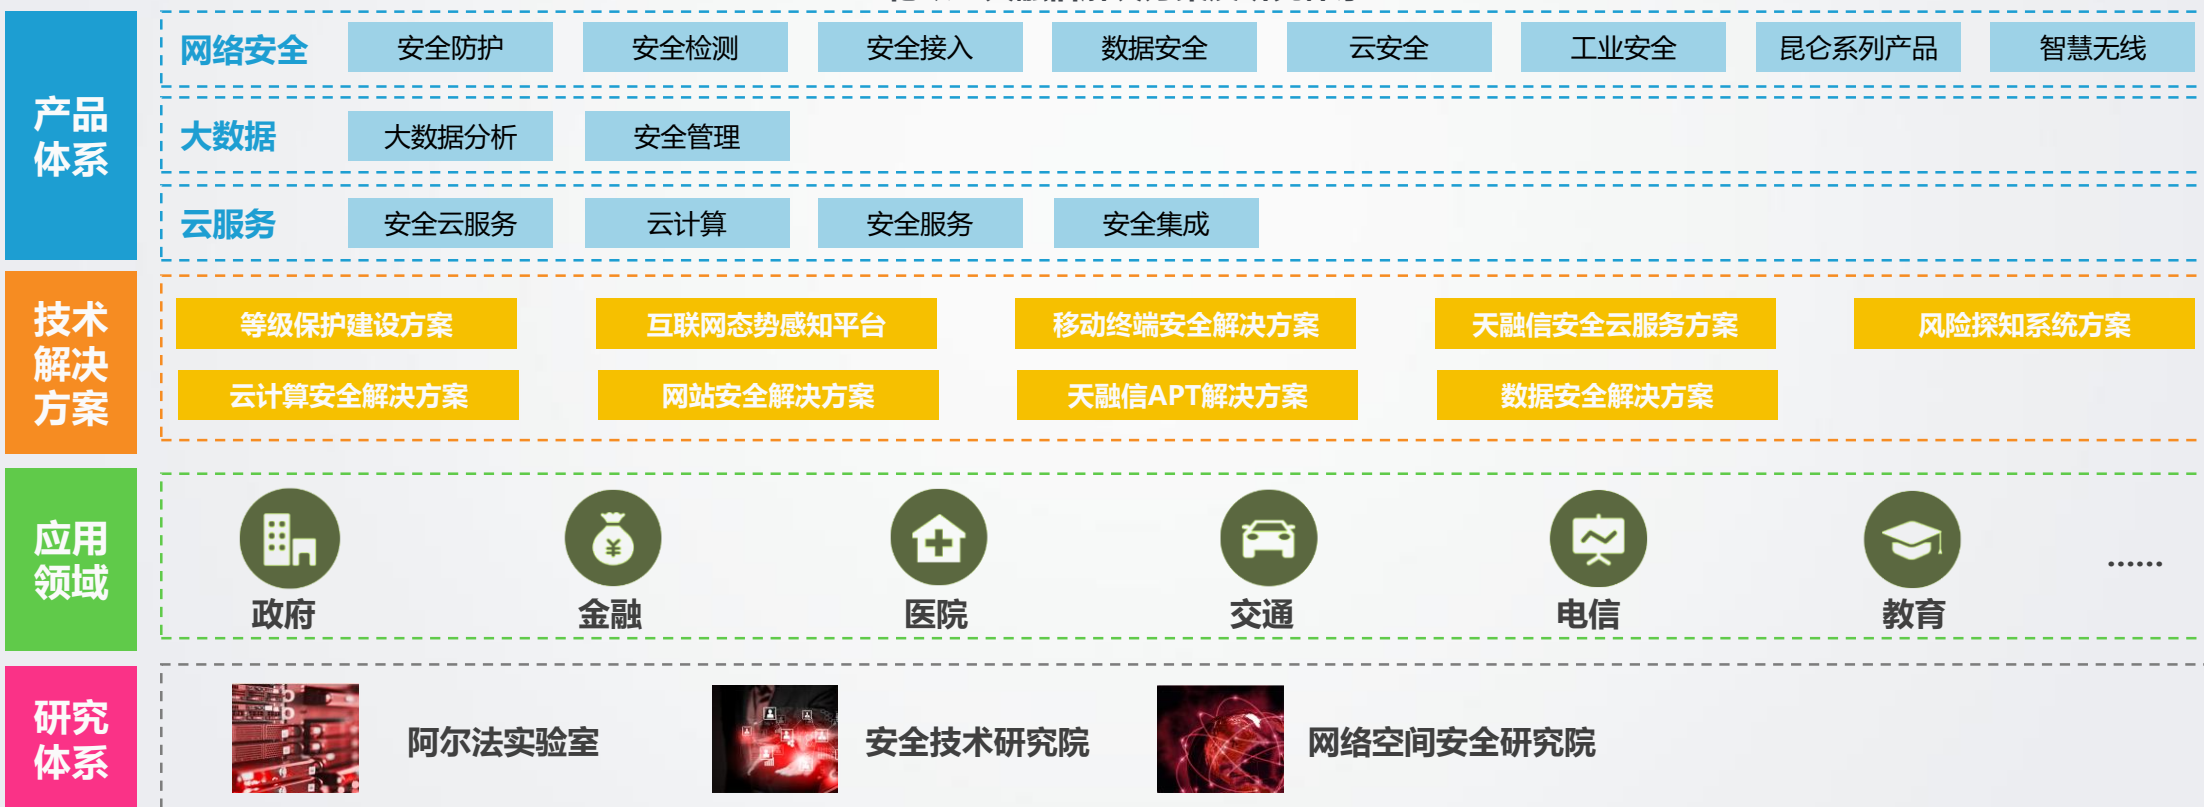 产品
体系
网络安全 安全防护 安全检测 安全接入 数据安全 云安全 工业安全 昆仑系列产品 智慧无线
大数据 大数据分析 安全管理
云服务 安全云服务 云计算 安全服务 安全集成
技术
解决
方案
等级保护建设方案 互联网态势感知平台 移动终端安全解决方案 天融信安全云服务方案 风险探知系统方案
云计算安全解决方案 网站安全解决方案 天融信APT解决方案 数据安全解决方案
应用
领域
政府 金融 医院 交通 电信 教育 ······
研究
体系
阿尔法实验室 安全技术研究院 网络空间安全研究院